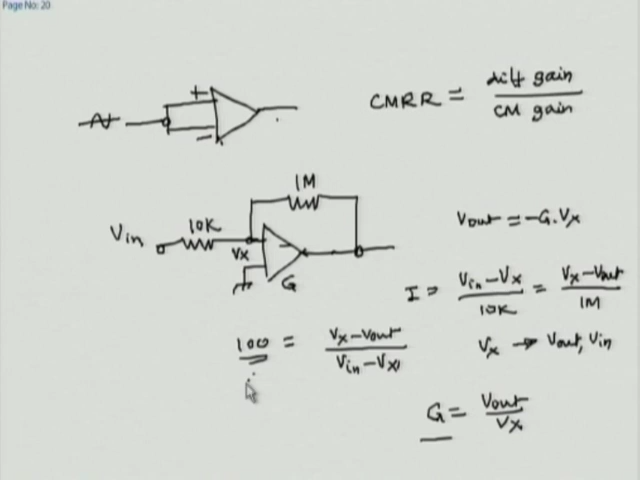 Page No: 20
+
−
CMRR = diff gain / CM gain
1M
Vin
10K
Vx
−
G
Vout = -G.Vx
I = Vin-Vx / 10K = Vx-Vout / 1M
100 = Vx-Vout / Vin-Vx
Vx → Vout, Vin
G = Vout / Vx